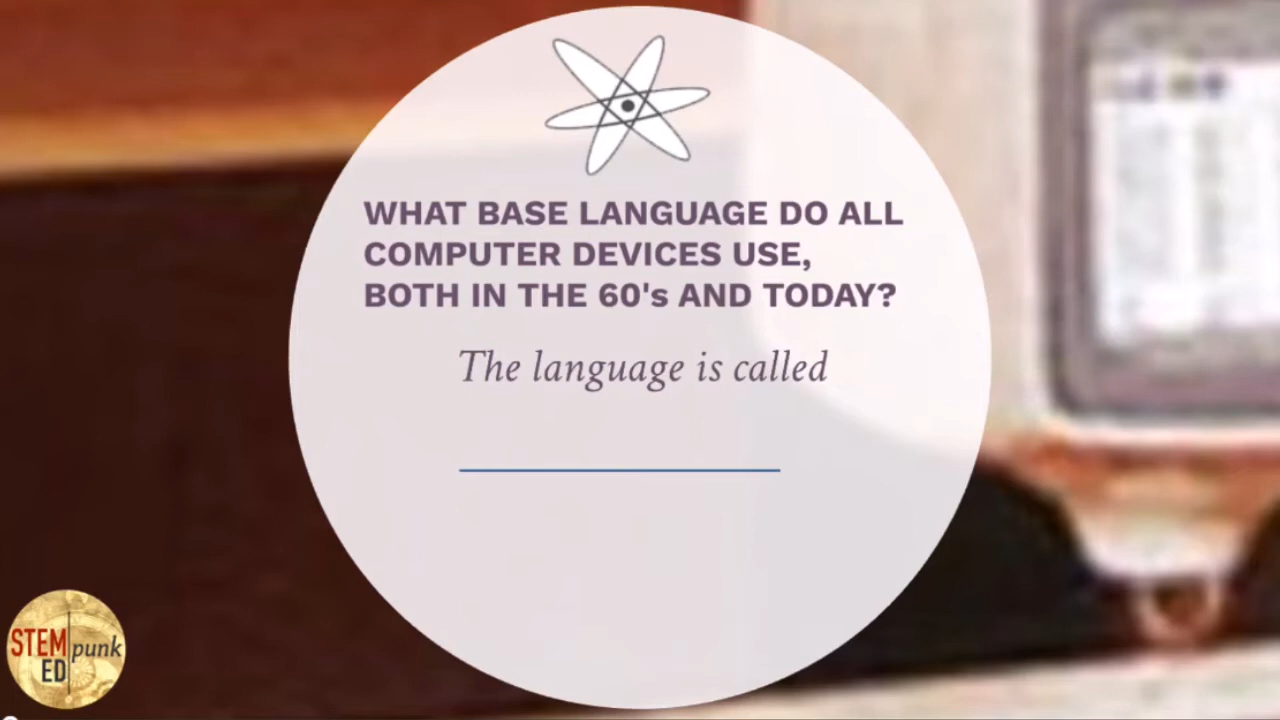 WHAT BASE LANGUAGE DO ALL
COMPUTER DEVICES USE,
BOTH IN THE 60's AND TODAY?
The language is called
STEM punk
ED